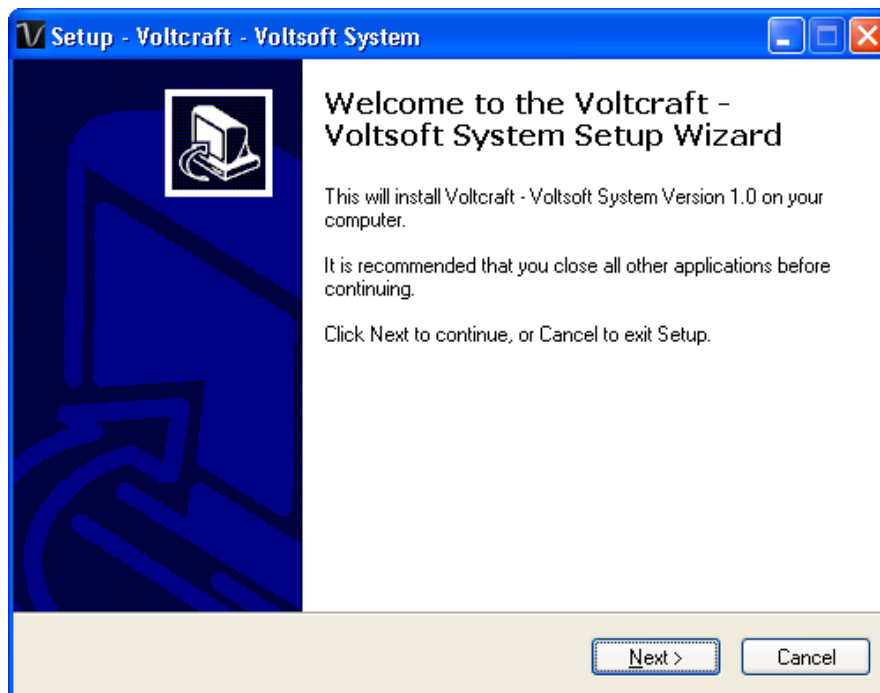 Setup - Voltcraft - Voltsoft System
Welcome to the Voltcraft -
Voltsoft System Setup Wizard
This will install Voltcraft - Voltsoft System Version 1.0 on your
computer.
It is recommended that you close all other applications before
continuing.
Click Next to continue, or Cancel to exit Setup.
Next >
Cancel